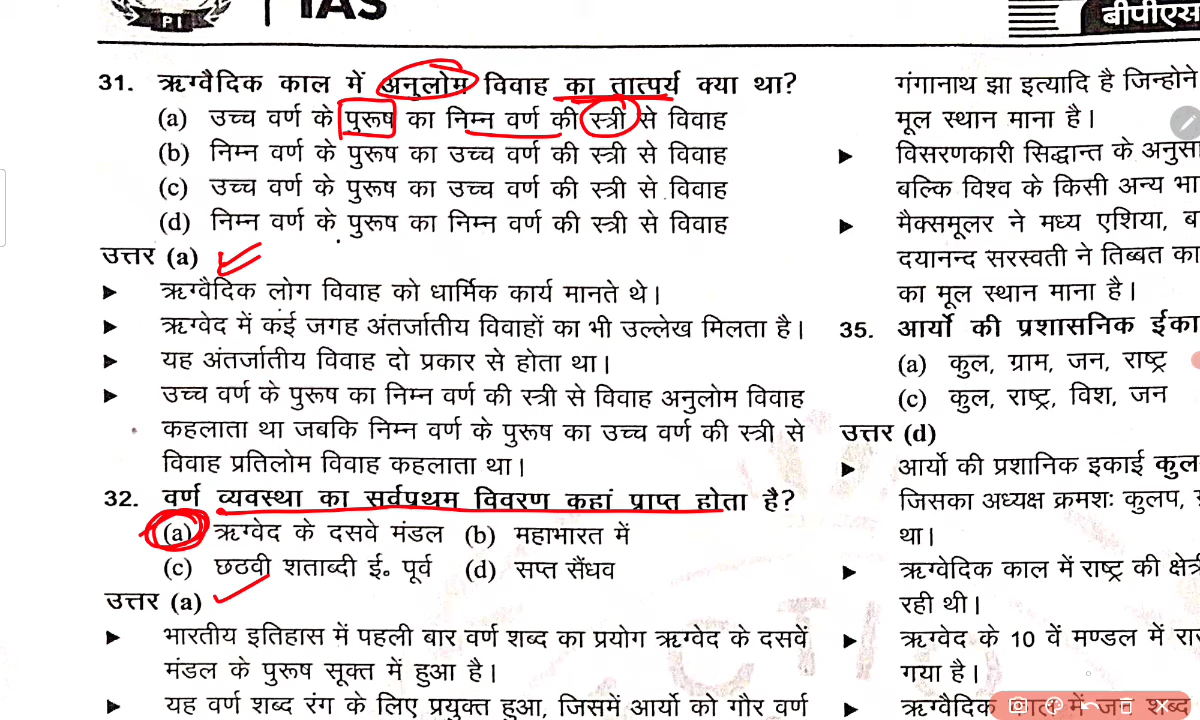 PI
IAS
बीपीएस
31. ऋग्वैदिक काल में अनुलोम विवाह का तात्पर्य क्या था?
(a) उच्च वर्ण के पुरूष का निम्न वर्ण की स्त्री से विवाह
(b) निम्न वर्ण के पुरूष का उच्च वर्ण की स्त्री से विवाह
(c) उच्च वर्ण के पुरूष का उच्च वर्ण की स्त्री से विवाह
(d) निम्न वर्ण के पुरूष का निम्न वर्ण की स्त्री से विवाह
उत्तर (a)
► ऋग्वैदिक लोग विवाह को धार्मिक कार्य मानते थे।
► ऋग्वेद में कई जगह अंतर्जातीय विवाहों का भी उल्लेख मिलता है।
► यह अंतर्जातीय विवाह दो प्रकार से होता था।
► उच्च वर्ण के पुरूष का निम्न वर्ण की स्त्री से विवाह अनुलोम विवाह
कहलाता था जबकि निम्न वर्ण के पुरूष का उच्च वर्ण की स्त्री से
विवाह प्रतिलोम विवाह कहलाता था।
32. वर्ण व्यवस्था का सर्वप्रथम विवरण कहां प्राप्त होता है?
(a) ऋग्वेद के दसवे मंडल (b) महाभारत में
(c) छठवी शताब्दी ई० पूर्व (d) सप्त सैंधव
उत्तर (a)
► भारतीय इतिहास में पहली बार वर्ण शब्द का प्रयोग ऋग्वेद के दसवें
मंडल के पुरूष सूक्त में हुआ है।
► यह वर्ण शब्द रंग के लिए प्रयुक्त हुआ, जिसमें आर्यो को गौर वर्ण
गंगानाथ झा इत्यादि है जिन्होने
मूल स्थान माना है।
► विसरणकारी सिद्धान्त के अनुसा
बल्कि विश्व के किसी अन्य भा
► मैक्समूलर ने मध्य एशिया, ब
दयानन्द सरस्वती ने तिब्बत का
का मूल स्थान माना है।
35. आर्यो की प्रशासनिक ईका
(a) कुल, ग्राम, जन, राष्ट्र
(c) कुल, राष्ट्र, विश, जन
उत्तर (d)
► आर्यो की प्रशानिक इकाई कुल
जिसका अध्यक्ष क्रमशः कुलप,
था।
► ऋग्वेदिक काल में राष्ट्र की क्षेत्र
रही थी।
► ऋग्वेद के 10 वें मण्डल में रा
गया है।
► ऋग्वैदिक काल में जन शब्द